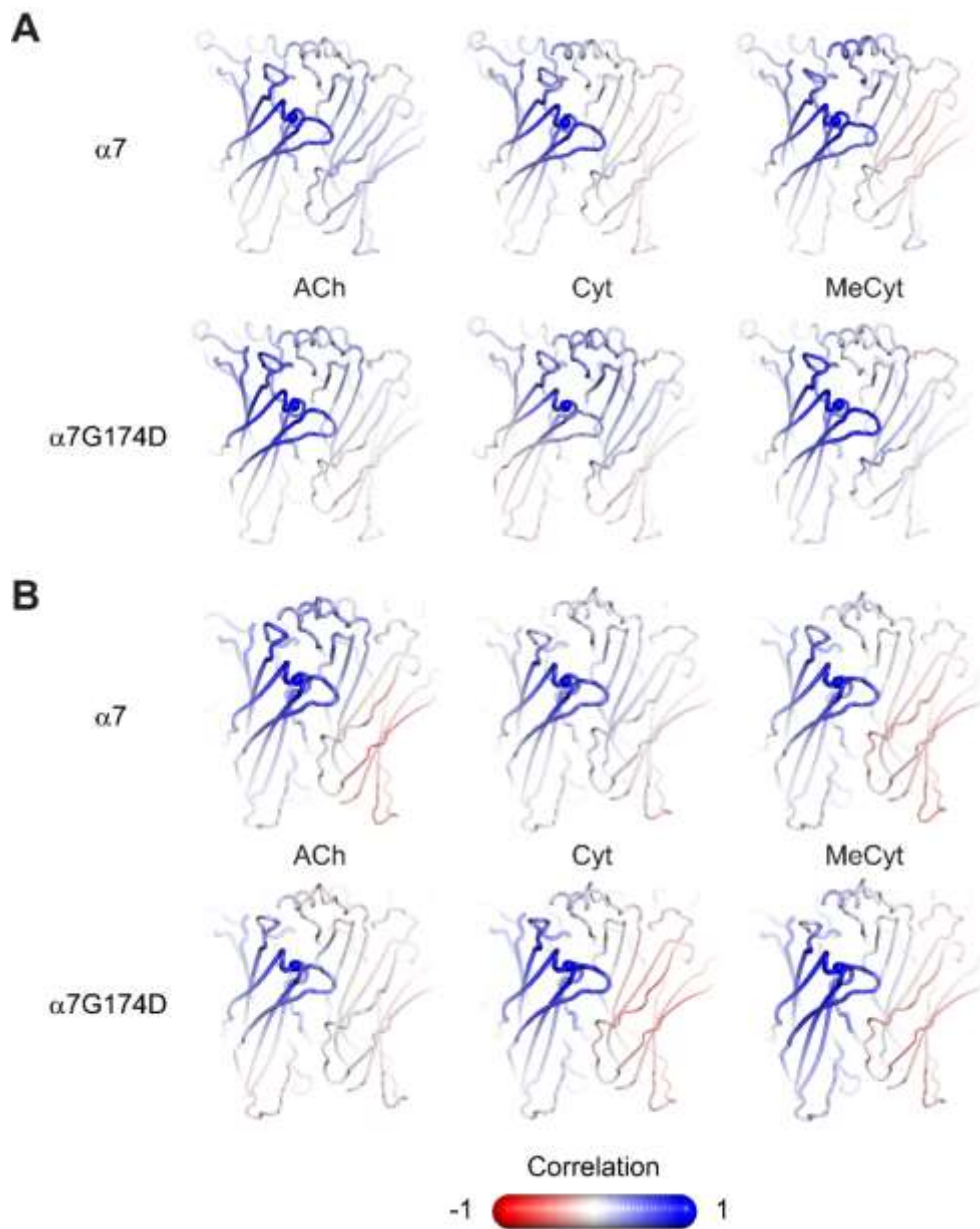 A
α7
ACh Cyt MeCyt
α7G174D
B
α7
ACh Cyt MeCyt
α7G174D
Correlation
-1 1